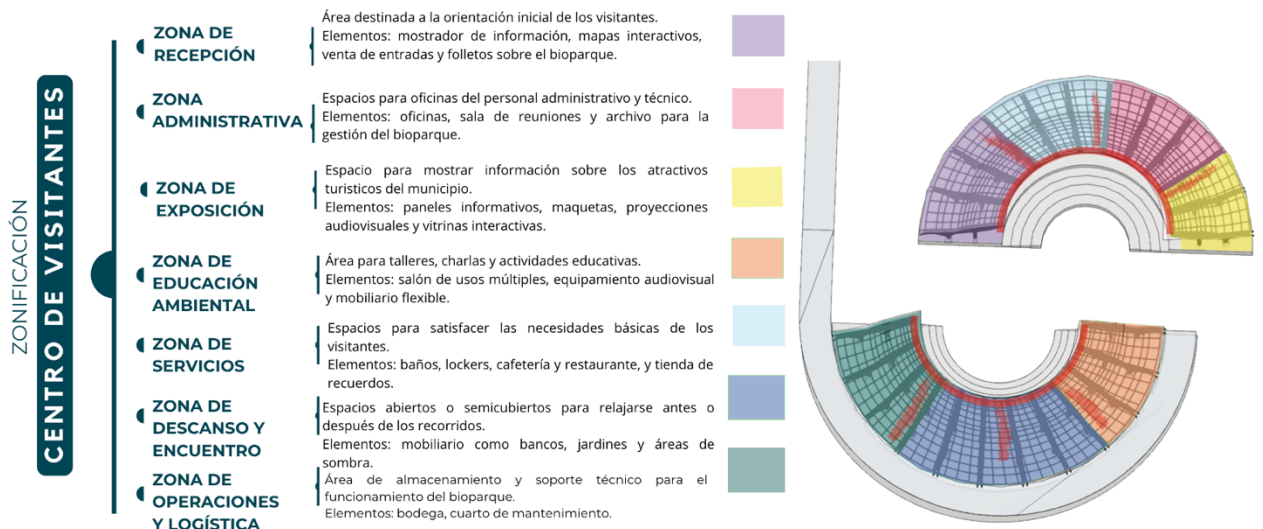 ZONIFICACIÓN
CENTRO DE VISITANTES
ZONA DE
RECEPCIÓN
Área destinada a la orientación inicial de los visitantes.
Elementos: mostrador de información, mapas interactivos,
venta de entradas y folletos sobre el bioparque.
ZONA
ADMINISTRATIVA
Espacios para oficinas del personal administrativo y técnico.
Elementos: oficinas, sala de reuniones y archivo para la
gestión del bioparque.
ZONA DE
EXPOSICIÓN
Espacio para mostrar información sobre los atractivos
turisticos del municipio.
Elementos: paneles informativos, maquetas, proyecciones
audiovisuales y vitrinas interactivas.
ZONA DE
EDUCACIÓN
AMBIENTAL
Área para talleres, charlas y actividades educativas.
Elementos: salón de usos múltiples, equipamiento audiovisual
y mobiliario flexible.
ZONA DE
SERVICIOS
Espacios para satisfacer las necesidades básicas de los
visitantes.
Elementos: baños, lockers, cafetería y restaurante, y tienda de
recuerdos.
ZONA DE
DESCANSO Y
ENCUENTRO
Espacios abiertos o semicubiertos para relajarse antes o
después de los recorridos.
Elementos: mobiliario como bancos, jardines y áreas de
sombra.
ZONA DE
OPERACIONES
Y LOGÍSTICA
Área de almacenamiento y soporte técnico para el
funcionamiento del bioparque.
Elementos: bodega, cuarto de mantenimiento.